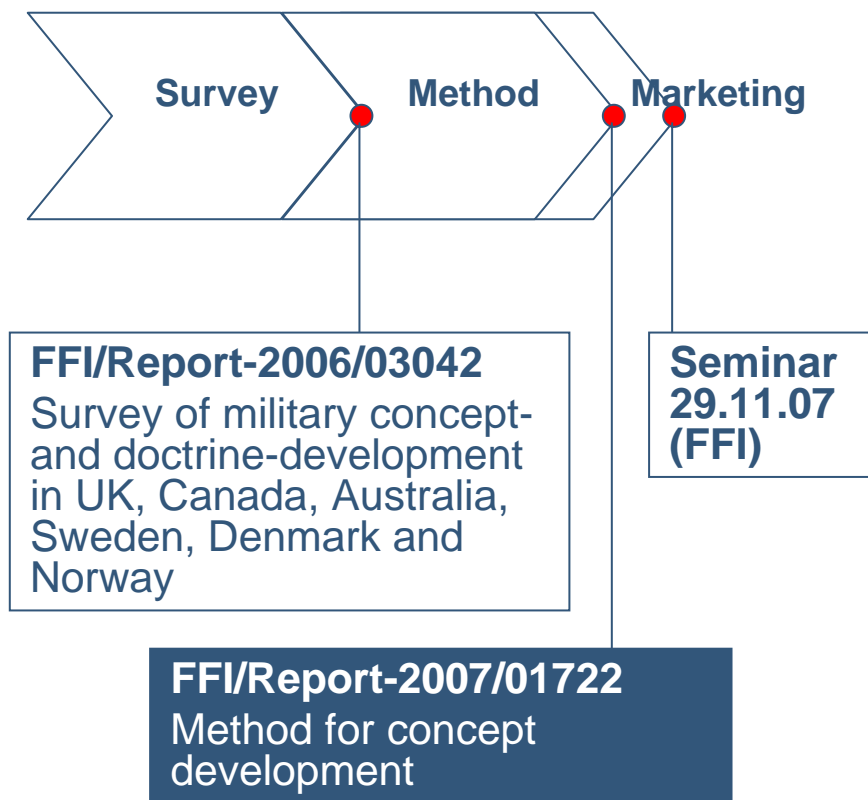 Survey
Method
Marketing
FFI/Report-2006/03042
Survey of military concept-
and doctrine-development
in UK, Canada, Australia,
Sweden, Denmark and
Norway
Seminar
29.11.07
(FFI)
FFI/Report-2007/01722
Method for concept
development